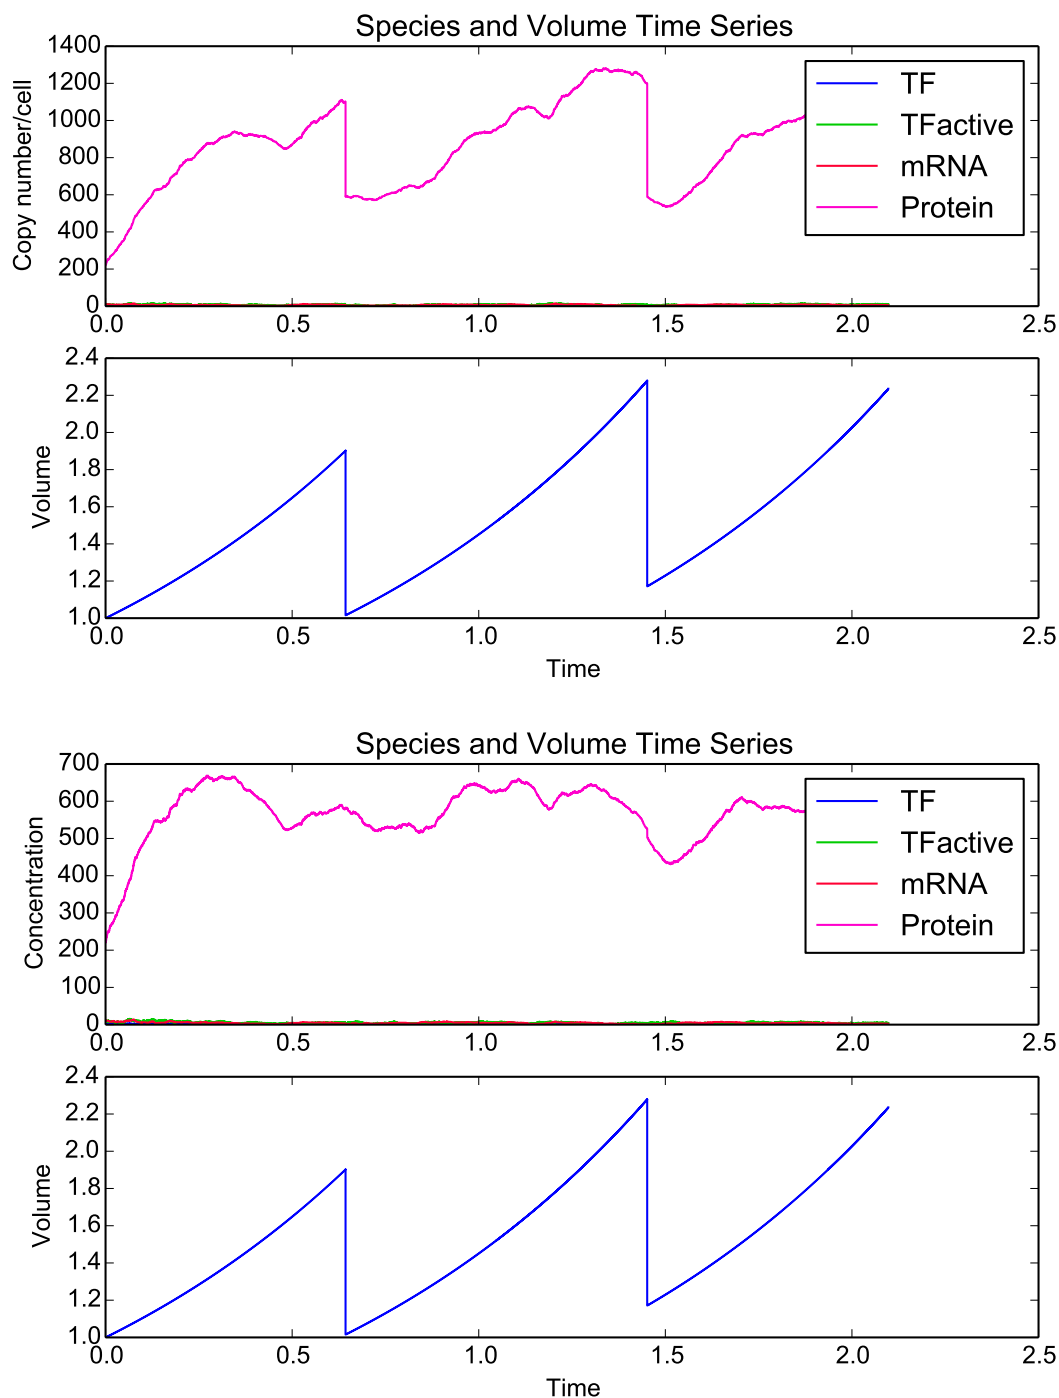 Species and Volume Time Series
Copy number/cell
1400
1200
1000
800
600
400
200
0
0.0 0.5 1.0 1.5 2.0 2.5
TF
TFactive
mRNA
Protein
Volume
2.4
2.2
2.0
1.8
1.6
1.4
1.2
1.0
0.0 0.5 1.0 1.5 2.0 2.5
Time
Species and Volume Time Series
Concentration
700
600
500
400
300
200
100
0
0.0 0.5 1.0 1.5 2.0 2.5
TF
TFactive
mRNA
Protein
Volume
2.4
2.2
2.0
1.8
1.6
1.4
1.2
1.0
0.0 0.5 1.0 1.5 2.0 2.5
Time